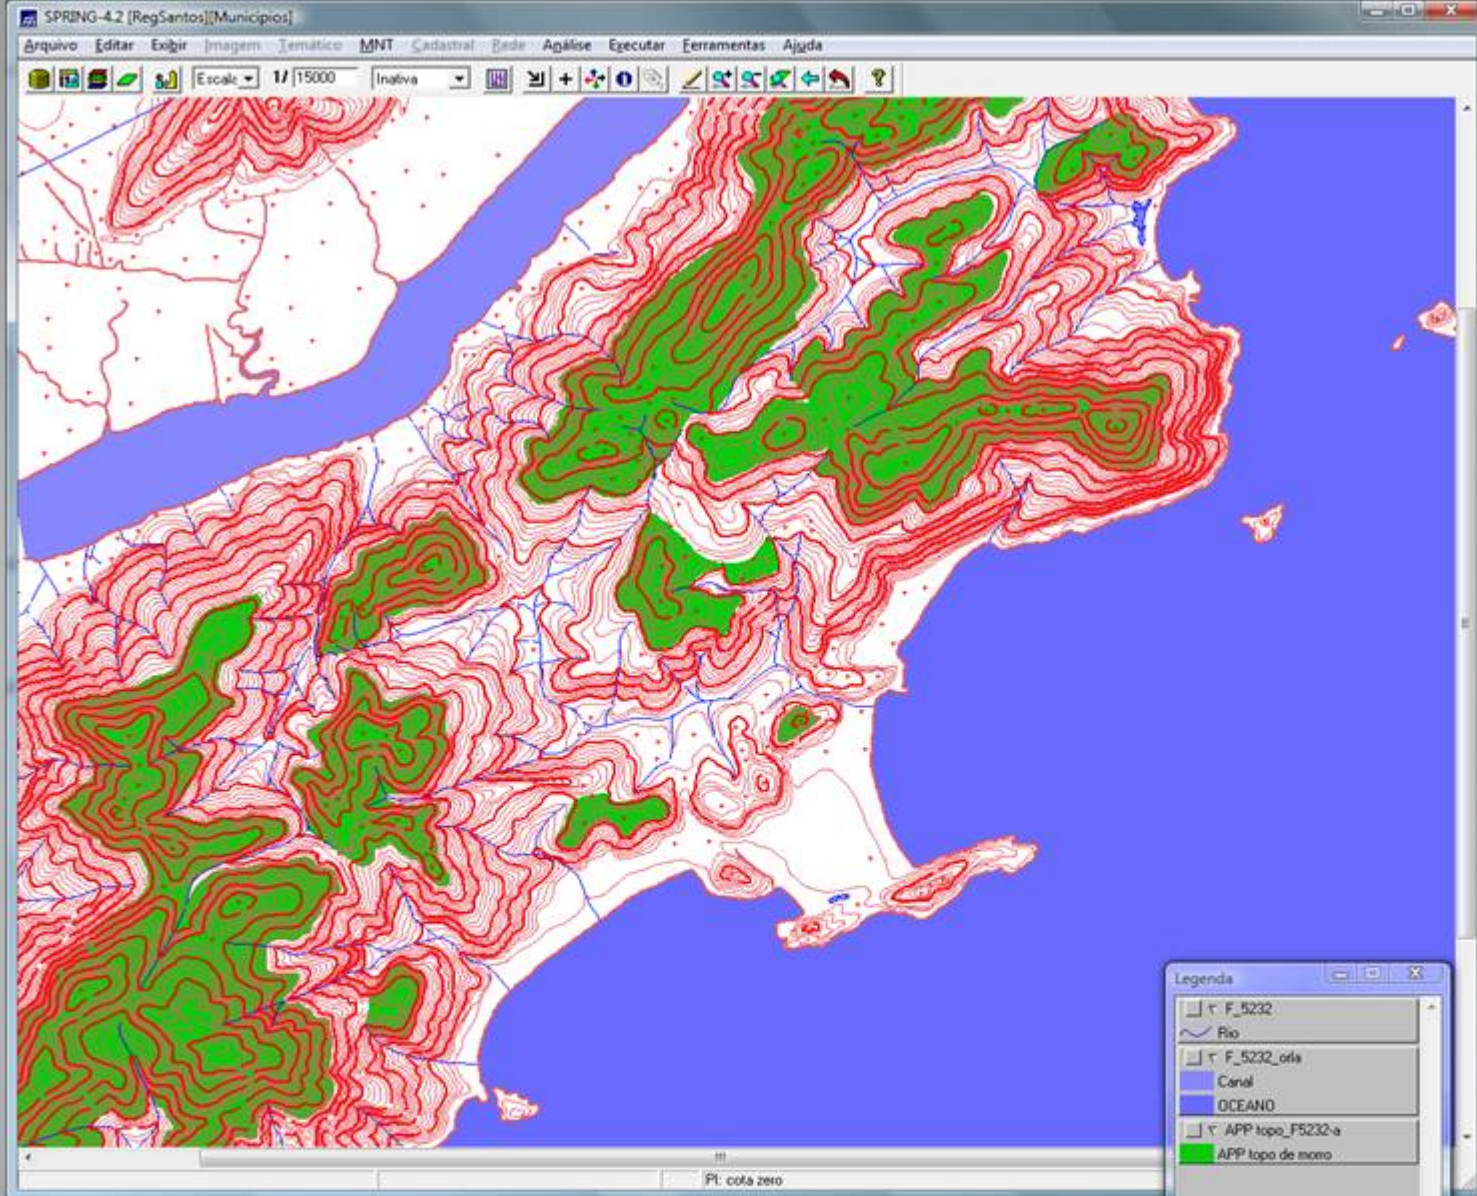 SPRING-4.2 [RegSantos][Municipios]
Arquivo Editar Exibir Imagem Temático MNT Cadastral Rede Análise Executar Ferramentas Ajuda
Escala 1/ 15000 Inativa
Legenda
F_5232
Rio
F_5232_orla
Canal
OCEANO
APP topo_F5232-a
APP topo de morro
PI: cota zero